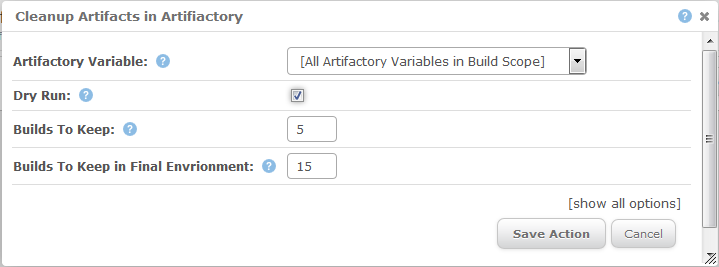 Cleanup Artifacts in Artifiactory
Artifactory Variable:
[All Artifactory Variables in Build Scope]
Dry Run:
Builds To Keep:
5
Builds To Keep in Final Envrionment:
15
[show all options]
Save Action
Cancel